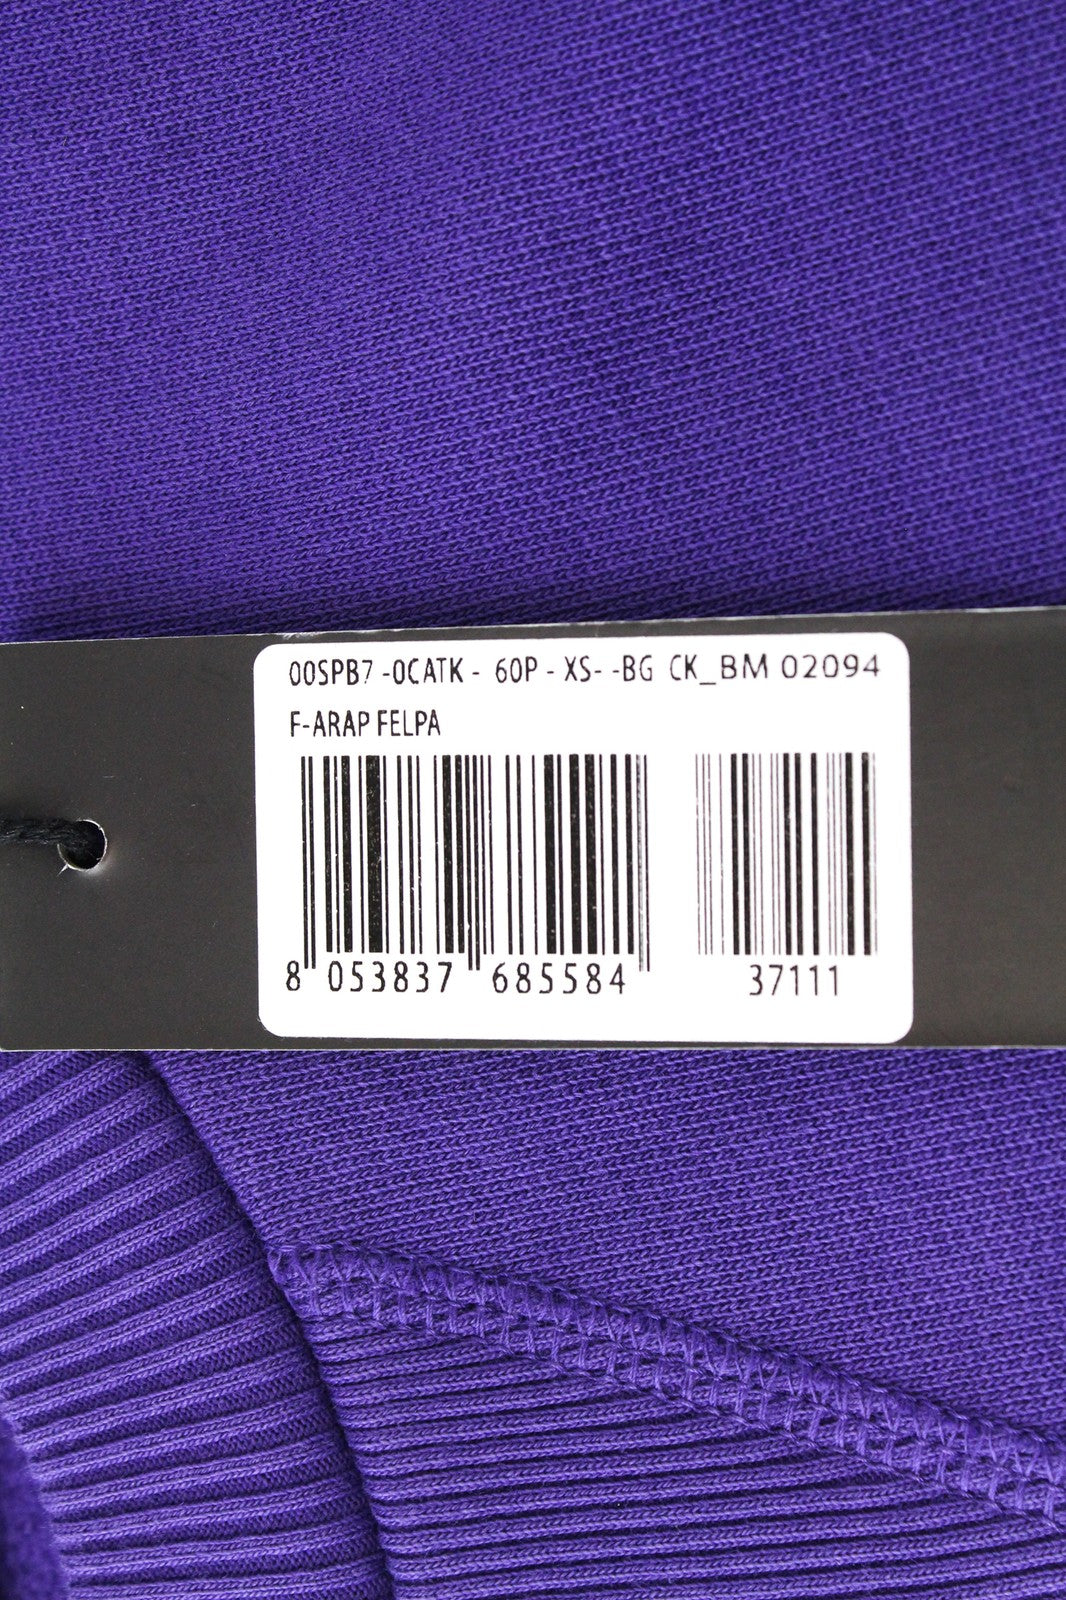 00SPB7 -0CATK - 60P - XS- -BG CK_BM 02094
F-ARAP FELPA
8 053837 685584 37111